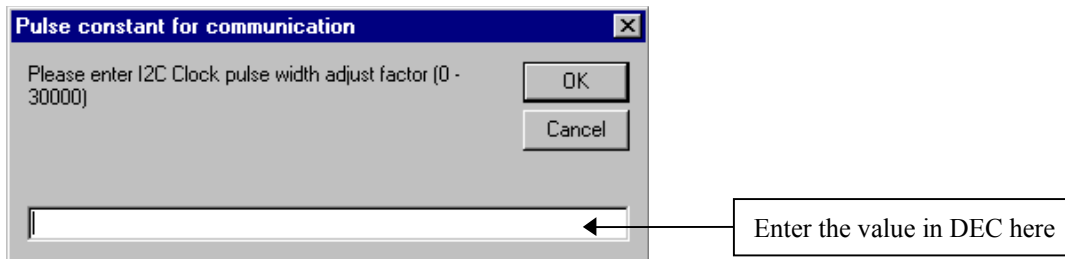 Pulse constant for communication
Please enter I2C Clock pulse width adjust factor (0 -
30000)
OK
Cancel
Enter the value in DEC here